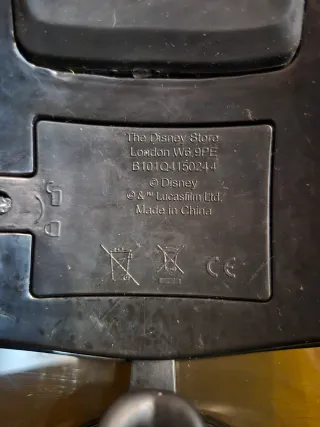 The Disney Store
London W6,9PE
B101Q4150244
© Disney
©&™ Lucasfilm Ltd.
Made in China
CE